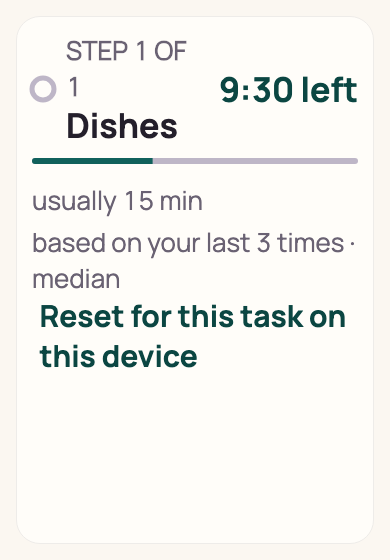 STEP 1 OF
1
9:30 left
Dishes
usually 15 min
based on your last 3 times ·
median
Reset for this task on
this device